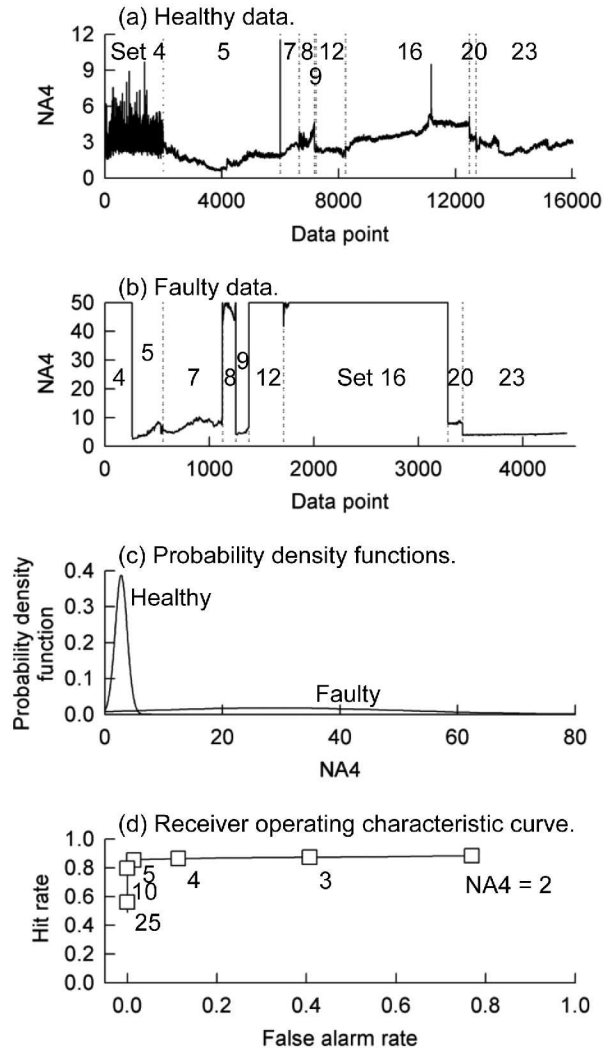 (a) Healthy data.
Set 4 5 7 8 9 12 16 20 23
12
9
6
3
0
NA4
0 4000 8000 12000 16000
Data point
(b) Faulty data.
50
40
30
20
10
0
NA4
4 5 7 8 9 12 Set 16 20 23
0 1000 2000 3000 4000
Data point
(c) Probability density functions.
0.4
0.3
0.2
0.1
0.0
Probability density
function
Healthy
Faulty
0 20 40 60 80
NA4
(d) Receiver operating characteristic curve.
1.0
0.8
0.6
0.4
0.2
0.0
Hit rate
5 4 3 NA4 = 2
10
25
0.0 0.2 0.4 0.6 0.8 1.0
False alarm rate